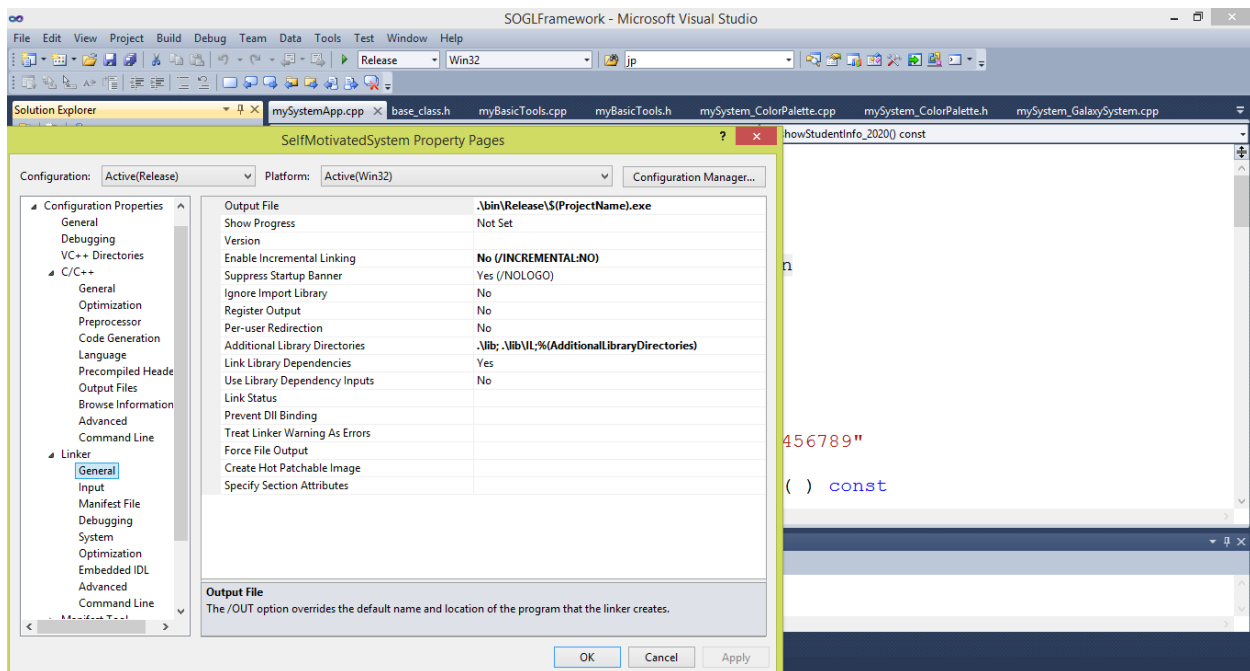 SOGLFramework - Microsoft Visual Studio
File Edit View Project Build Debug Team Data Tools Test Window Help
Release Win32 jp
Solution Explorer
mySystemApp.cpp base_class.h myBasicTools.cpp myBasicTools.h mySystem_ColorPalette.cpp mySystem_ColorPalette.h mySystem_GalaxySystem.cpp
SelfMotivatedSystem Property Pages
howStudentInfo_2020() const
Configuration: Active(Release) Platform: Active(Win32) Configuration Manager...
Configuration Properties
General
Debugging
VC++ Directories
C/C++
General
Optimization
Preprocessor
Code Generation
Language
Precompiled Heade
Output Files
Browse Information
Advanced
Command Line
Linker
General
Input
Manifest File
Debugging
System
Optimization
Embedded IDL
Advanced
Command Line
Output File .\bin\Release\$(ProjectName).exe
Show Progress Not Set
Version
Enable Incremental Linking No (/INCREMENTAL:NO)
Suppress Startup Banner Yes (/NOLOGO)
Ignore Import Library No
Register Output No
Per-user Redirection No
Additional Library Directories .\lib; .\lib\IL;%(AdditionalLibraryDirectories)
Link Library Dependencies Yes
Use Library Dependency Inputs No
Link Status
Prevent Dll Binding
Treat Linker Warning As Errors
Force File Output
Create Hot Patchable Image
Specify Section Attributes
n
456789"
( ) const
Output File
The /OUT option overrides the default name and location of the program that the linker creates.
OK Cancel Apply